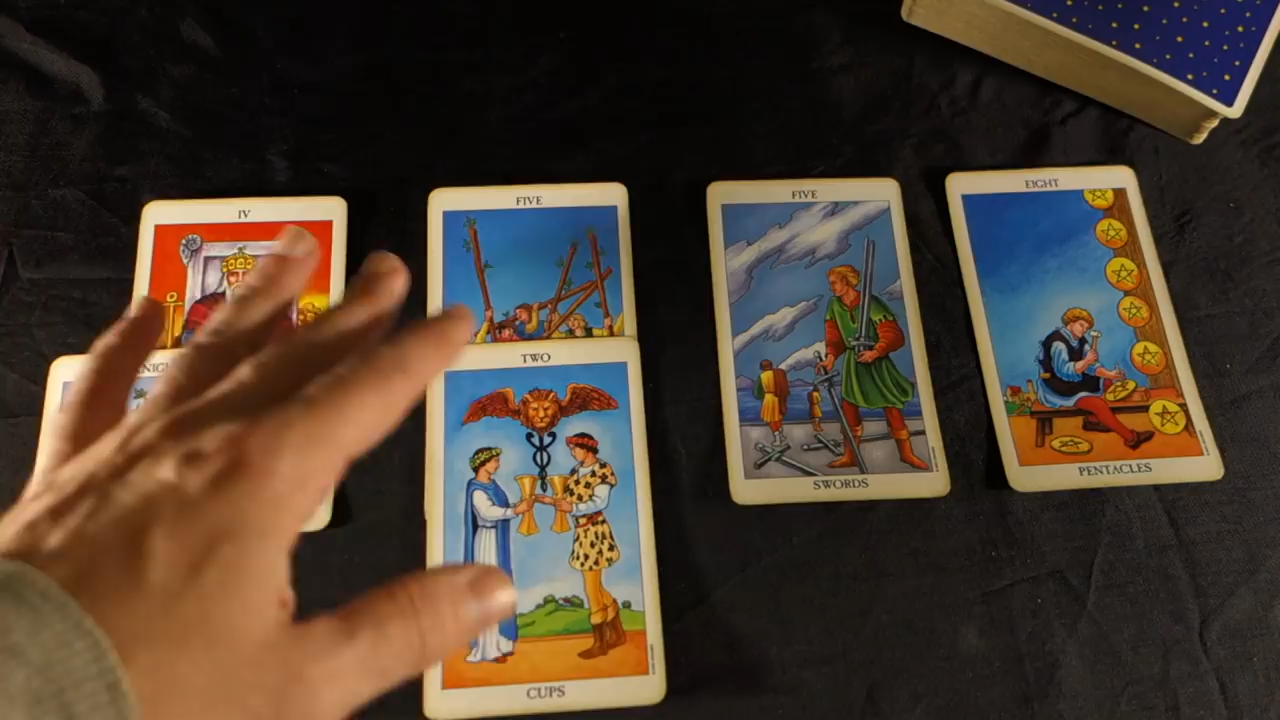 IV
FIVE
TWO
CUPS
FIVE
SWORDS
EIGHT
PENTACLES